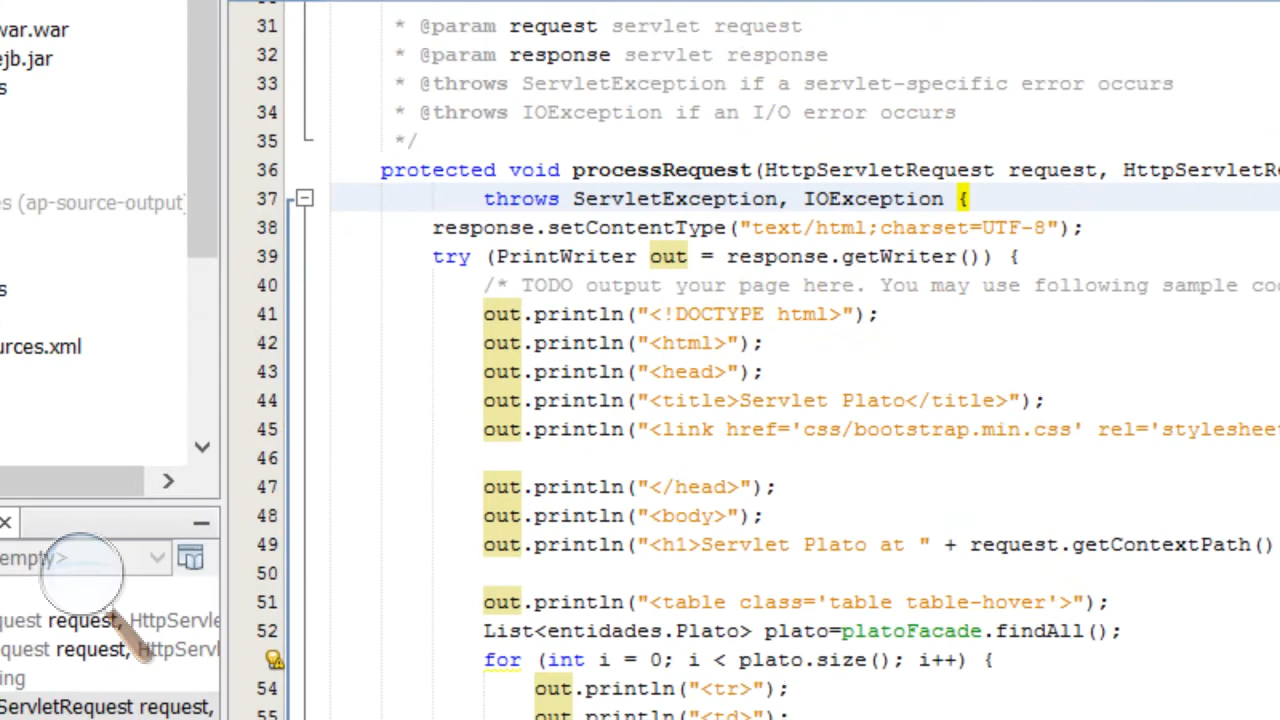 war.war
ejb.jar
s
s (ap-source-output)
s
urces.xml
empty>
quest request, HttpServle
quest request, HttpServl
ing
ServletRequest request,
31 * @param request servlet request
32 * @param response servlet response
33 * @throws ServletException if a servlet-specific error occurs
34 * @throws IOException if an I/O error occurs
35 */
36 protected void processRequest(HttpServletRequest request, HttpServletRe
37 throws ServletException, IOException {
38 response.setContentType("text/html;charset=UTF-8");
39 try (PrintWriter out = response.getWriter()) {
40 /* TODO output your page here. You may use following sample co
41 out.println("<!DOCTYPE html>");
42 out.println("<html>");
43 out.println("<head>");
44 out.println("<title>Servlet Plato</title>");
45 out.println("<link href='css/bootstrap.min.css' rel='stylesheet
46
47 out.println("</head>");
48 out.println("<body>");
49 out.println("<h1>Servlet Plato at " + request.getContextPath()
50
51 out.println("<table class='table table-hover'>");
52 List<entidades.Plato> plato=platoFacade.findAll();
for (int i = 0; i < plato.size(); i++) {
54 out.println("<tr>");
55 out.println("<td>");